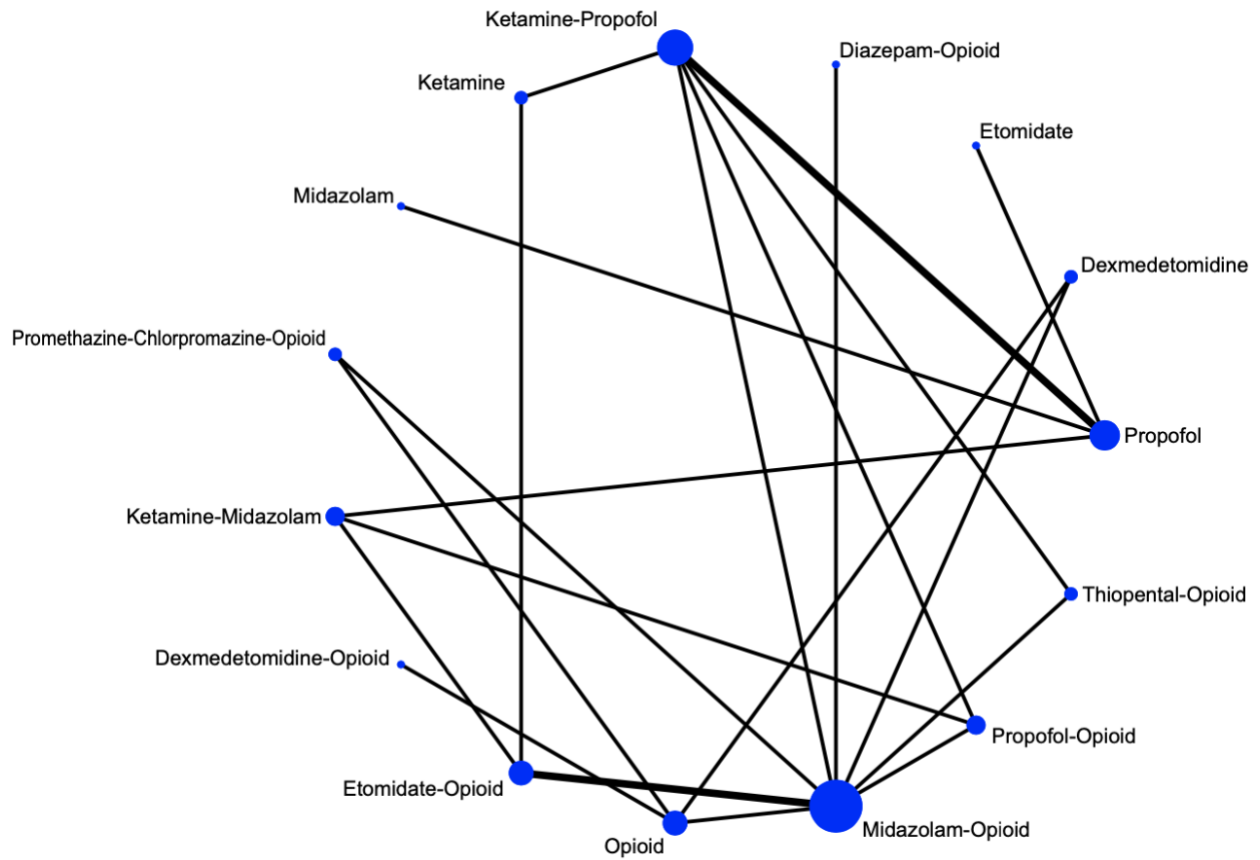 Ketamine-Propofol
Diazepam-Opioid
Ketamine
Etomidate
Midazolam
Dexmedetomidine
Promethazine-Chlorpromazine-Opioid
Propofol
Ketamine-Midazolam
Thiopental-Opioid
Dexmedetomidine-Opioid
Propofol-Opioid
Etomidate-Opioid
Midazolam-Opioid
Opioid